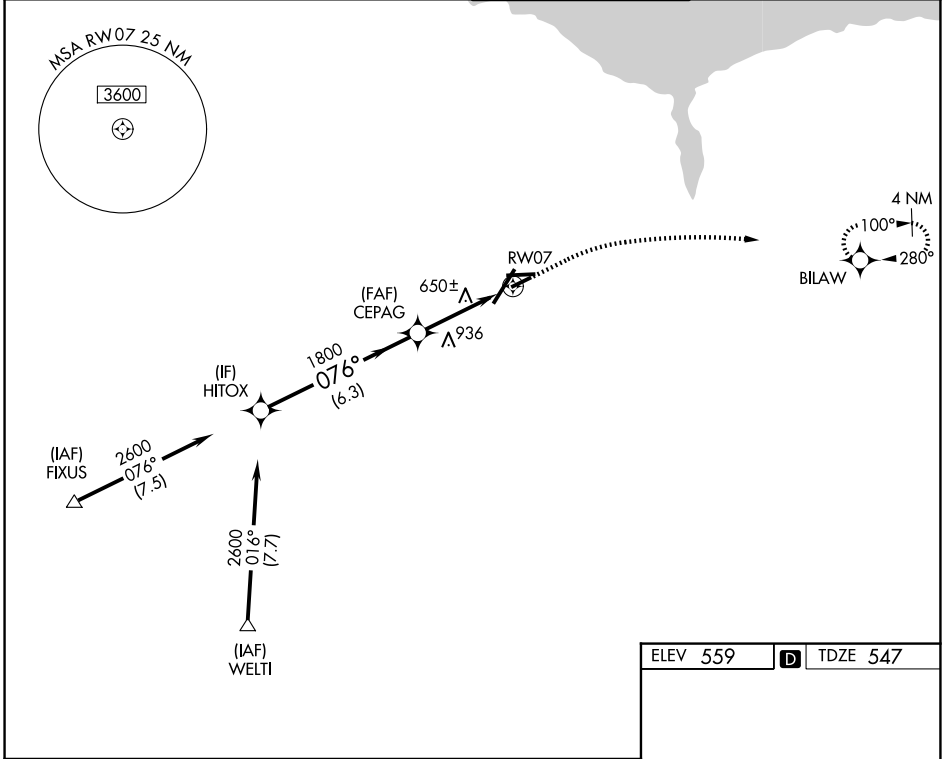 MSA RW07 25 NM
3600
4 NM
100°
280°
BILAW
RW07
650±
(FAF)
CEPAG
936
1800
076°
(6.3)
(IF)
HITOX
(IAF)
FIXUS
2600
076°
(7.5)
2600
016°
(7.7)
(IAF)
WELTI
ELEV 559
D
TDZE 547